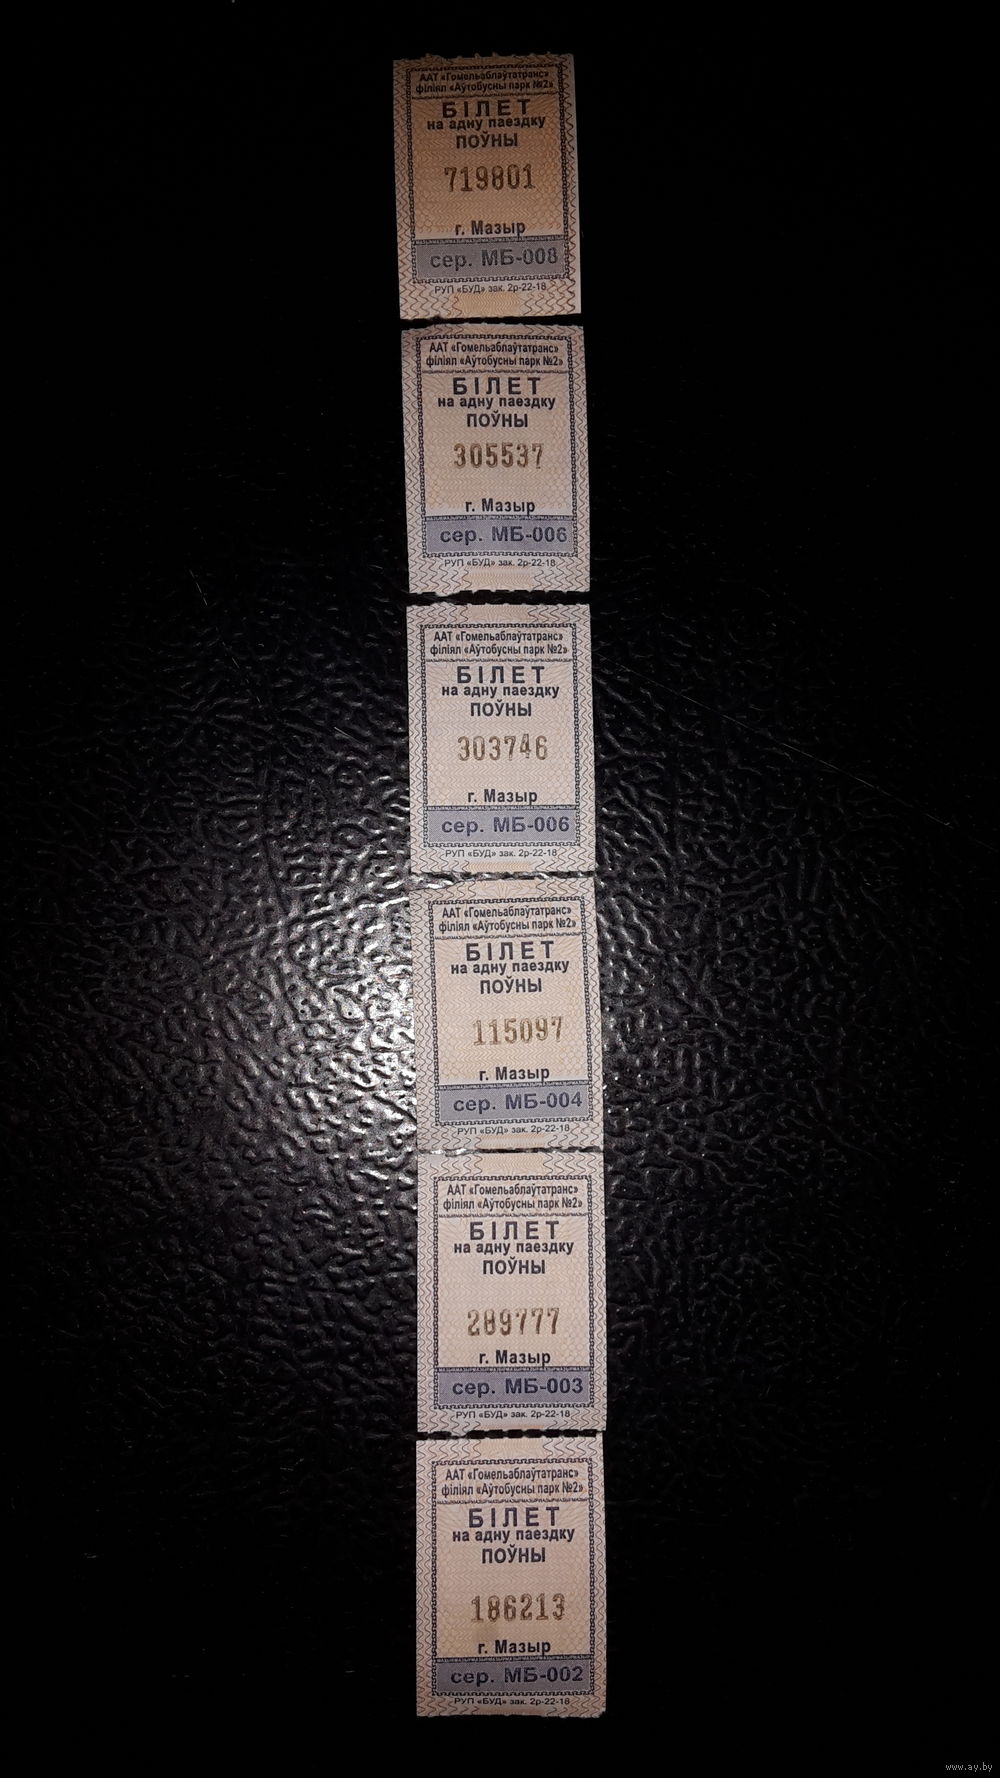 ААТ «Гомельаблаўтатранс»
філіял «Аўтобусны парк №2»
БІЛЕТ
на адну паездку
ПОЎНЫ
719801
г. Мазыр
сер. МБ-008
РУП «БУД» зак. 2р-22-18
ААТ «Гомельаблаўтатранс»
філіял «Аўтобусны парк №2»
БІЛЕТ
на адну паездку
ПОЎНЫ
305537
г. Мазыр
сер. МБ-006
РУП «БУД» зак. 2р-22-18
ААТ «Гомельаблаўтатранс»
філіял «Аўтобусны парк №2»
БІЛЕТ
на адну паездку
ПОЎНЫ
303746
г. Мазыр
сер. МБ-006
РУП «БУД» зак. 2р-22-18
ААТ «Гомельаблаўтатранс»
філіял «Аўтобусны парк №2»
БІЛЕТ
на адну паездку
ПОЎНЫ
115097
г. Мазыр
сер. МБ-004
РУП «БУД» зак. 2р-22-18
ААТ «Гомельаблаўтатранс»
філіял «Аўтобусны парк №2»
БІЛЕТ
на адну паездку
ПОЎНЫ
289777
г. Мазыр
сер. МБ-003
РУП «БУД» зак. 2р-22-18
ААТ «Гомельаблаўтатранс»
філіял «Аўтобусны парк №2»
БІЛЕТ
на адну паездку
ПОЎНЫ
186213
г. Мазыр
сер. МБ-002
РУП «БУД» зак. 2р-22-18
www.ay.by